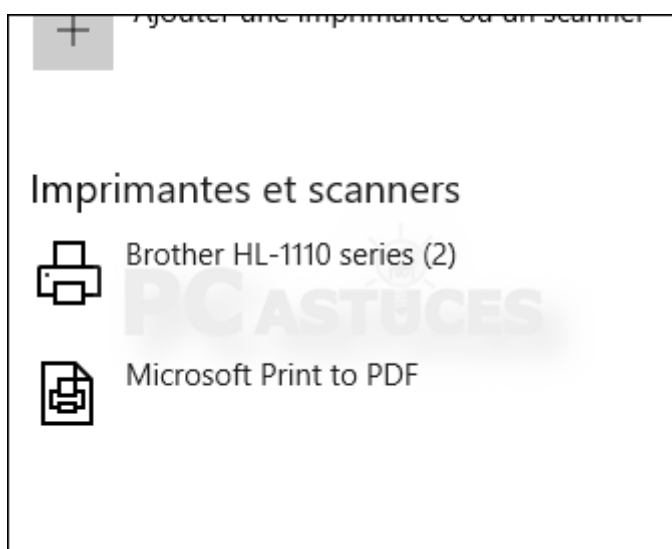 Ajouter une imprimante ou un scanner
Imprimantes et scanners
Brother HL-1110 series (2)
PC ASTUCES
Microsoft Print to PDF